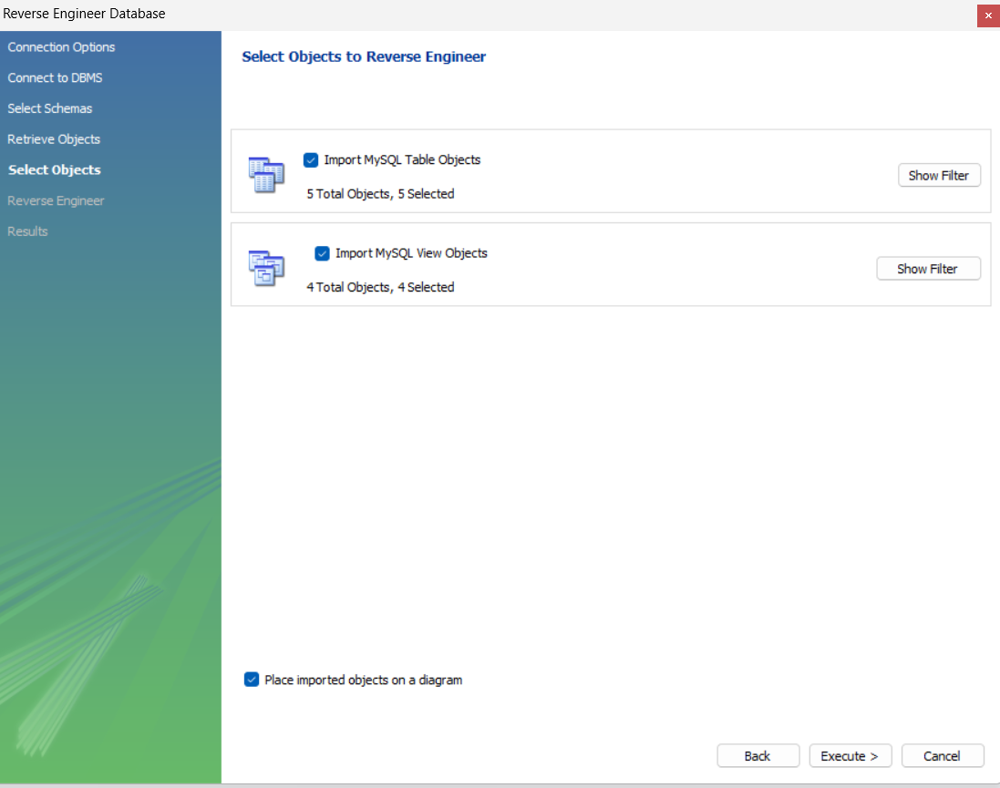 Reverse Engineer Database
Connection Options
Connect to DBMS
Select Schemas
Retrieve Objects
Select Objects
Reverse Engineer
Results
Select Objects to Reverse Engineer
Import MySQL Table Objects
5 Total Objects, 5 Selected
Show Filter
Import MySQL View Objects
4 Total Objects, 4 Selected
Show Filter
Place imported objects on a diagram
Back
Execute >
Cancel